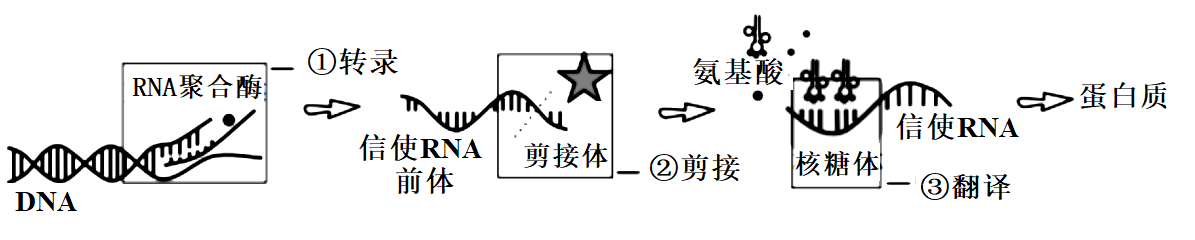 RNA聚合酶
①转录
DNA
信使RNA
前体
剪接体
②剪接
氨基酸
核糖体
信使RNA
③翻译
蛋白质